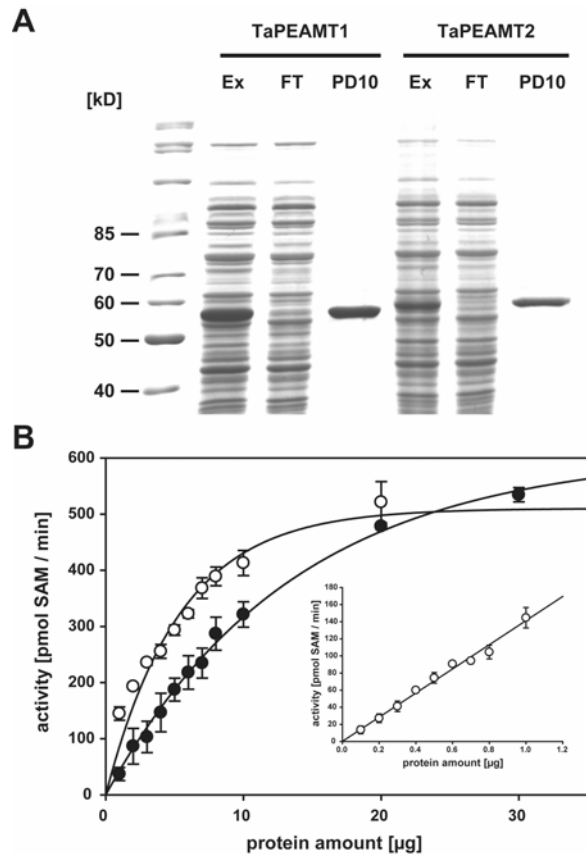 A
TaPEAMT1 TaPEAMT2
[kD] Ex FT PD10 Ex FT PD10
85
70
60
50
40
B
600
500
400
300
200
100
0
activity [pmol SAM / min]
0 10 20 30
protein amount [µg]
180
160
140
120
100
80
60
40
20
0
activity [pmol SAM / min]
0.0 0.2 0.4 0.6 0.8 1.0 1.2
protein amount [µg]